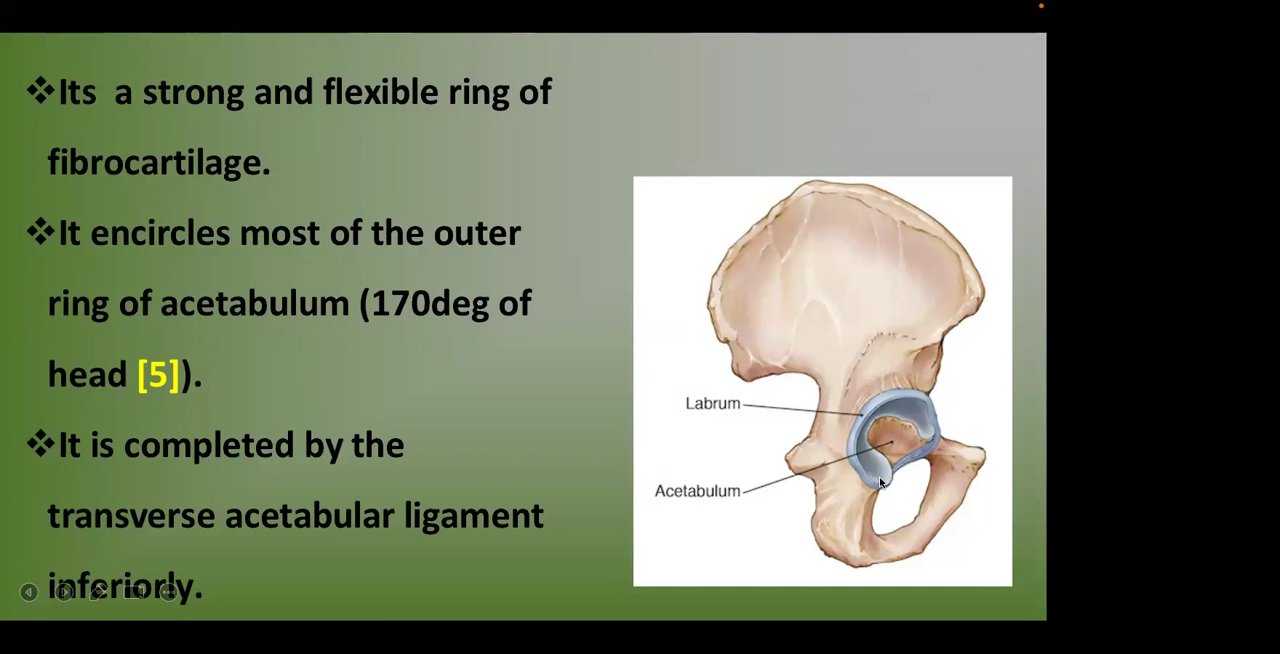 ❖Its a strong and flexible ring of
fibrocartilage.
❖It encircles most of the outer
ring of acetabulum (170deg of
head [5]).
❖It is completed by the
transverse acetabular ligament
inferiorly.
Labrum
Acetabulum